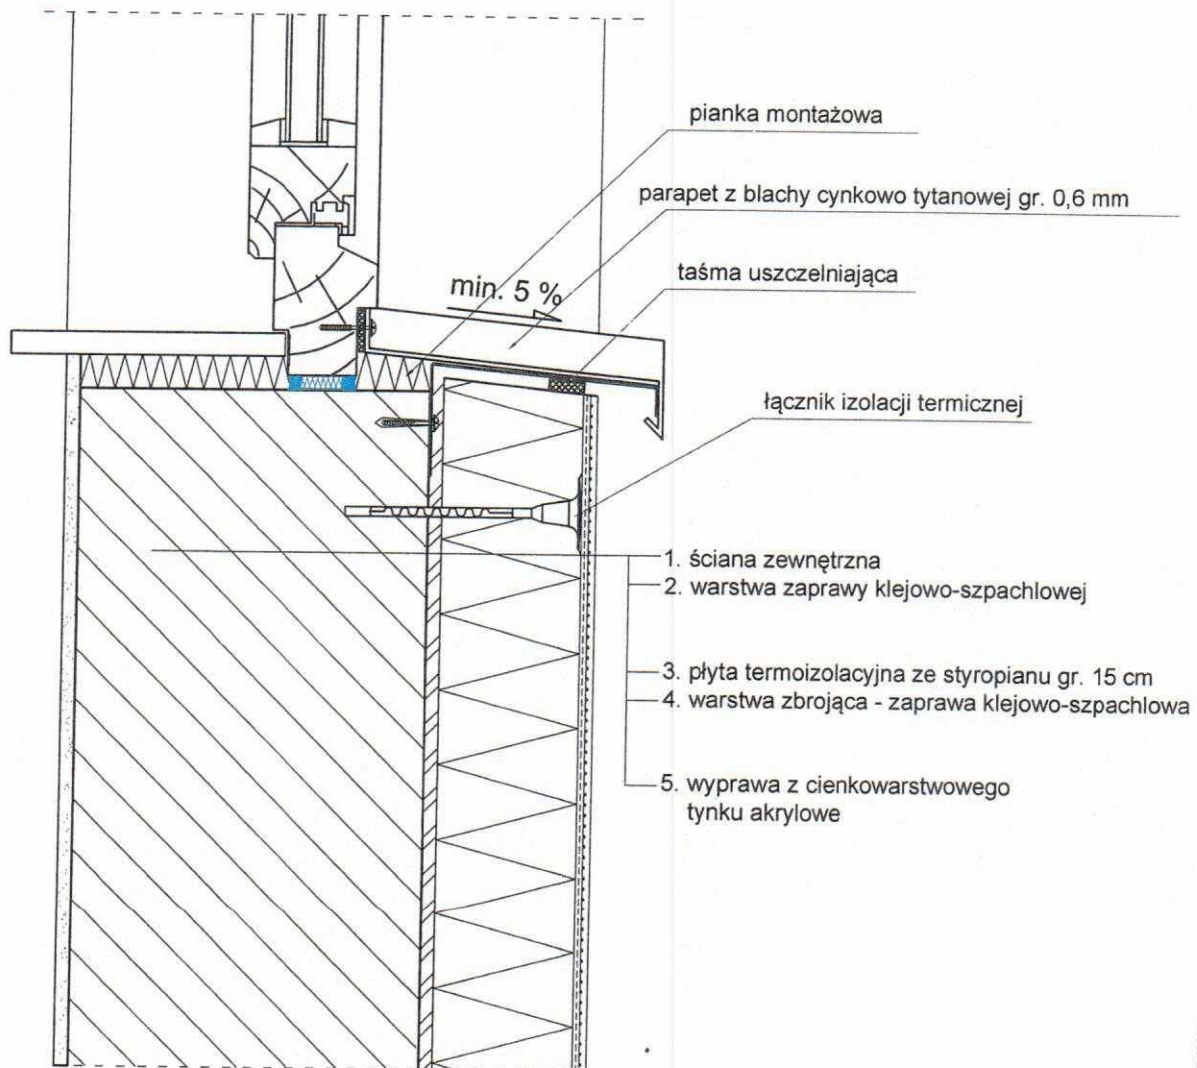 pianka montażowa
parapet z blachy cynkowo tytanowej gr. 0,6 mm
taśma uszczelniająca
min. 5 %
łącznik izolacji termicznej
1. ściana zewnętrzna
2. warstwa zaprawy klejowo-szpachlowej
3. płyta termoizolacyjna ze styropianu gr. 15 cm
4. warstwa zbrojąca - zaprawa klejowo-szpachlowa
5. wyprawa z cienkowarstwowego
tynku akrylowe